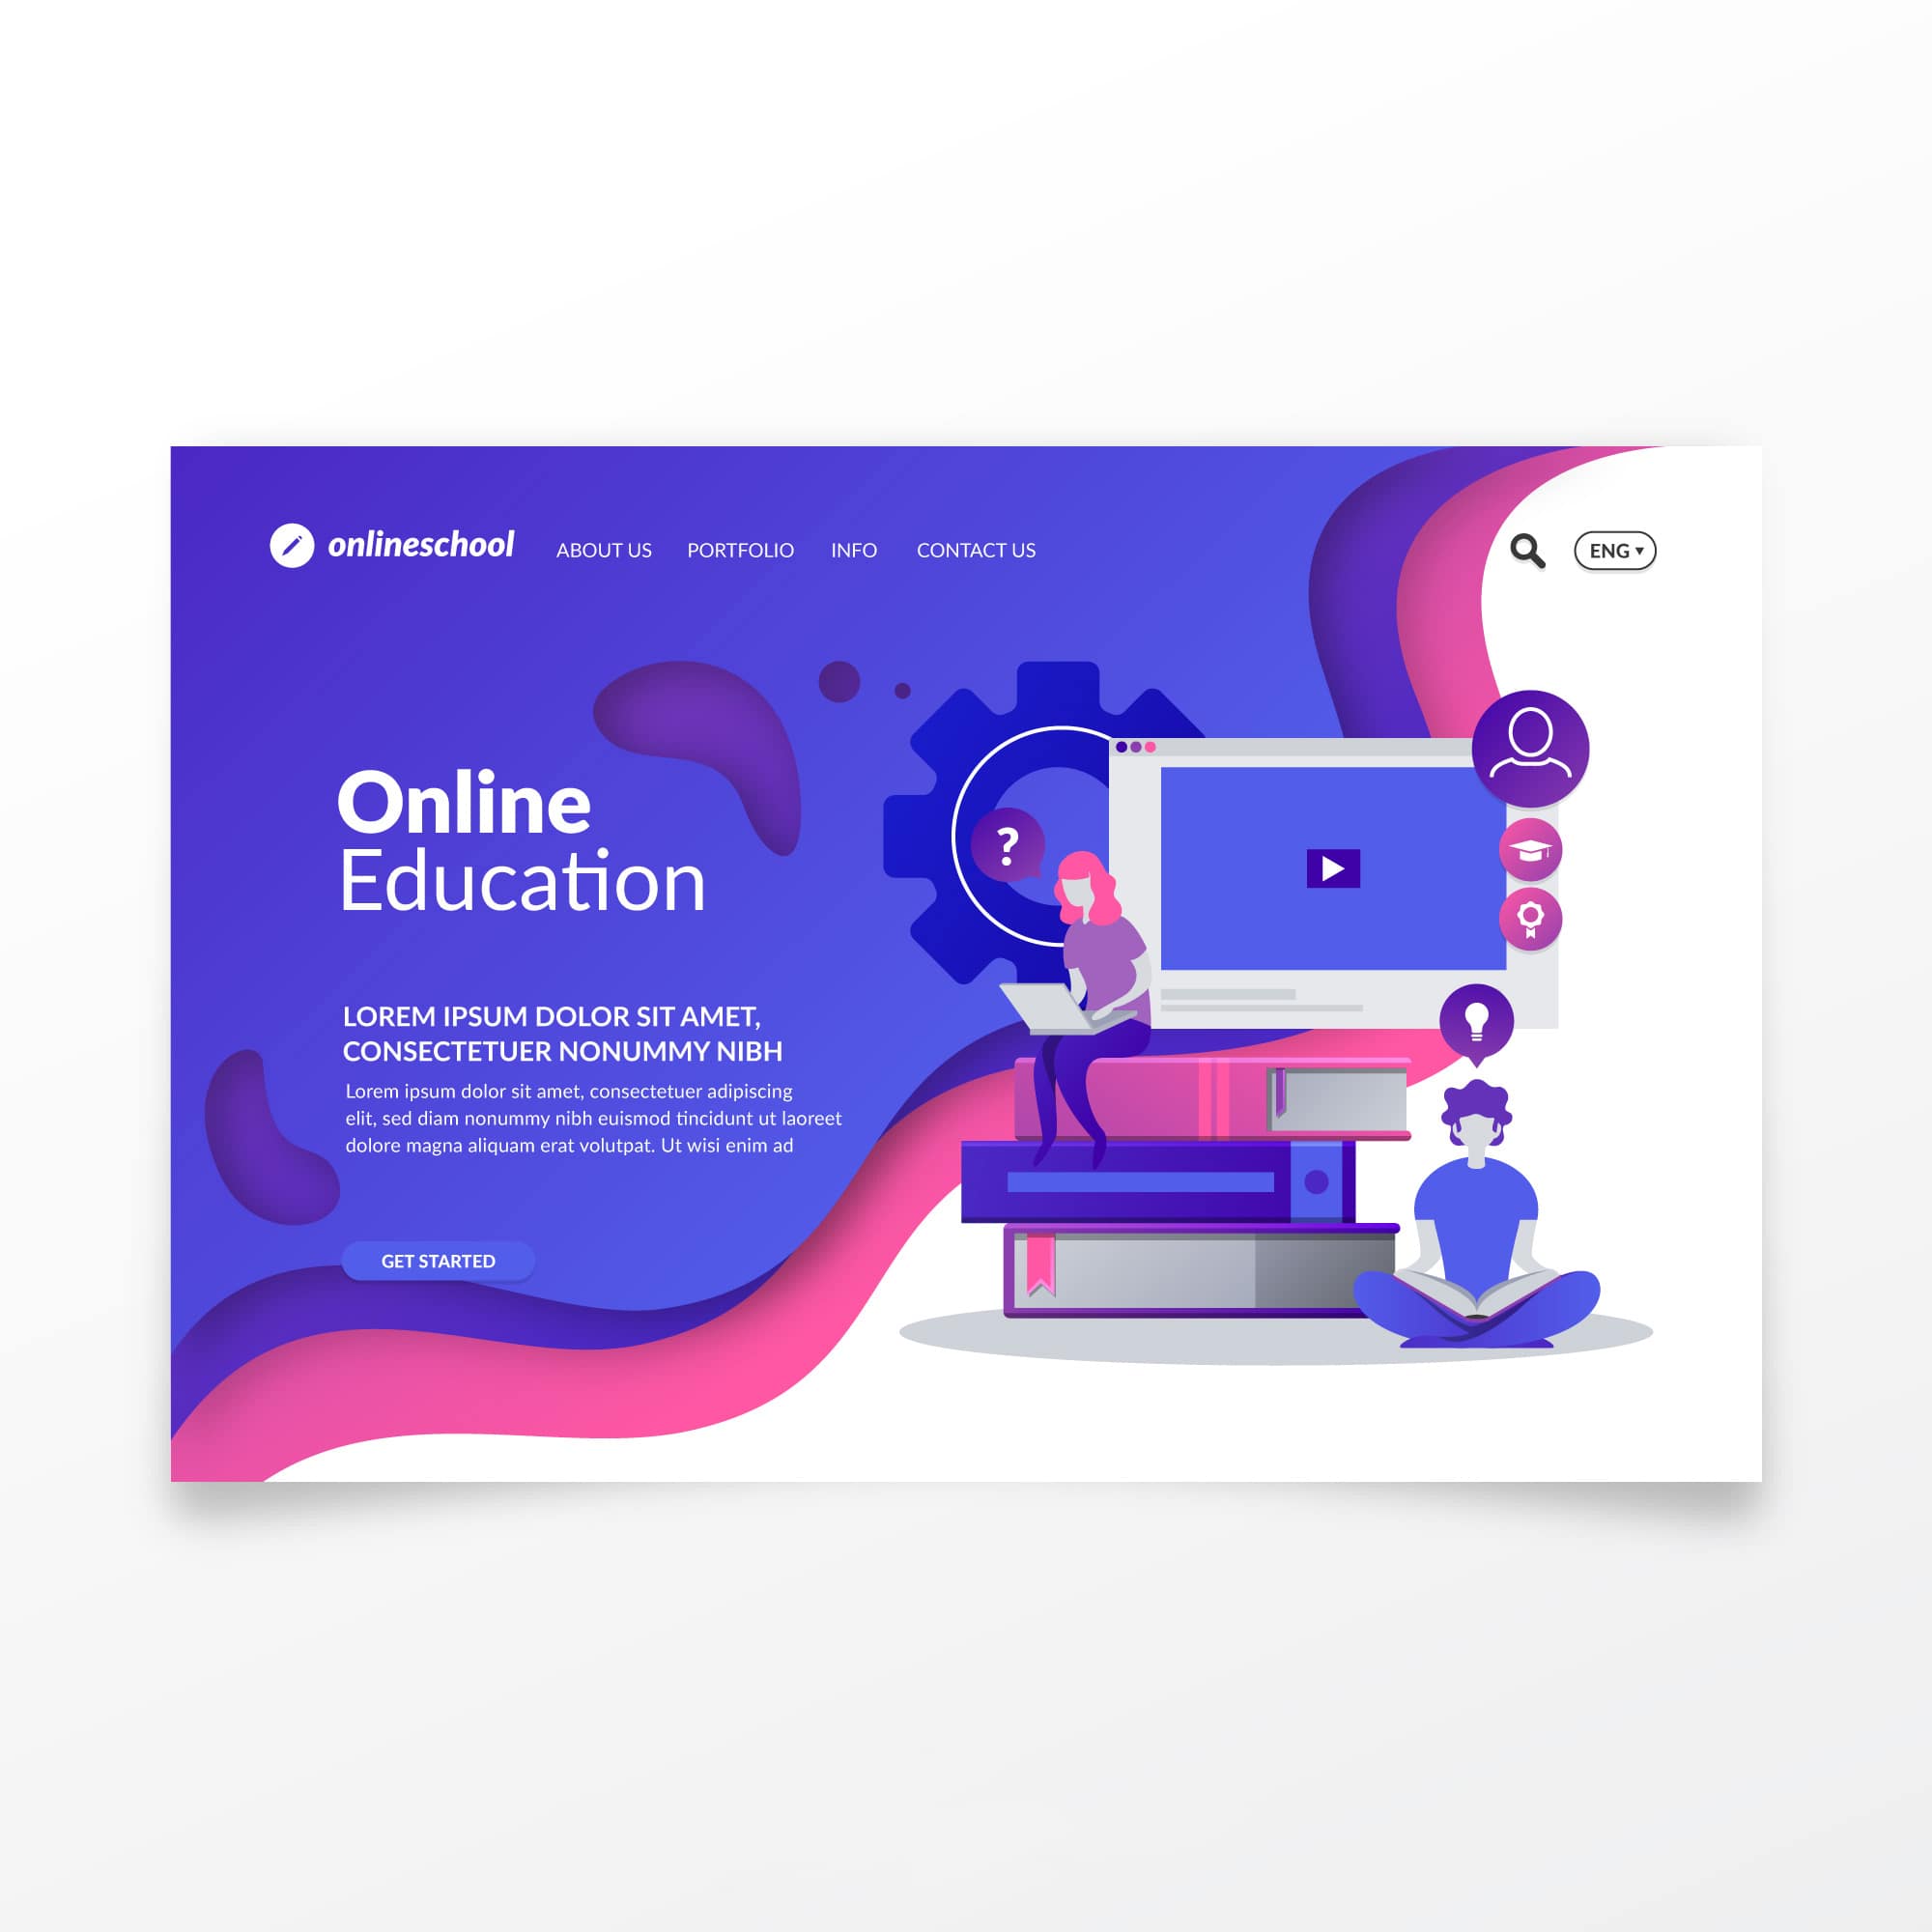 onlineschool ABOUT US PORTFOLIO INFO CONTACT US ENG
?
Online
Education
LOREM IPSUM DOLOR SIT AMET,
CONSECTETUER NONUMMY NIBH
Lorem ipsum dolor sit amet, consectetuer adipiscing
elit, sed diam nonummy nibh euismod tincidunt ut laoreet
dolore magna aliquam erat volutpat. Ut wisi enim ad
GET STARTED